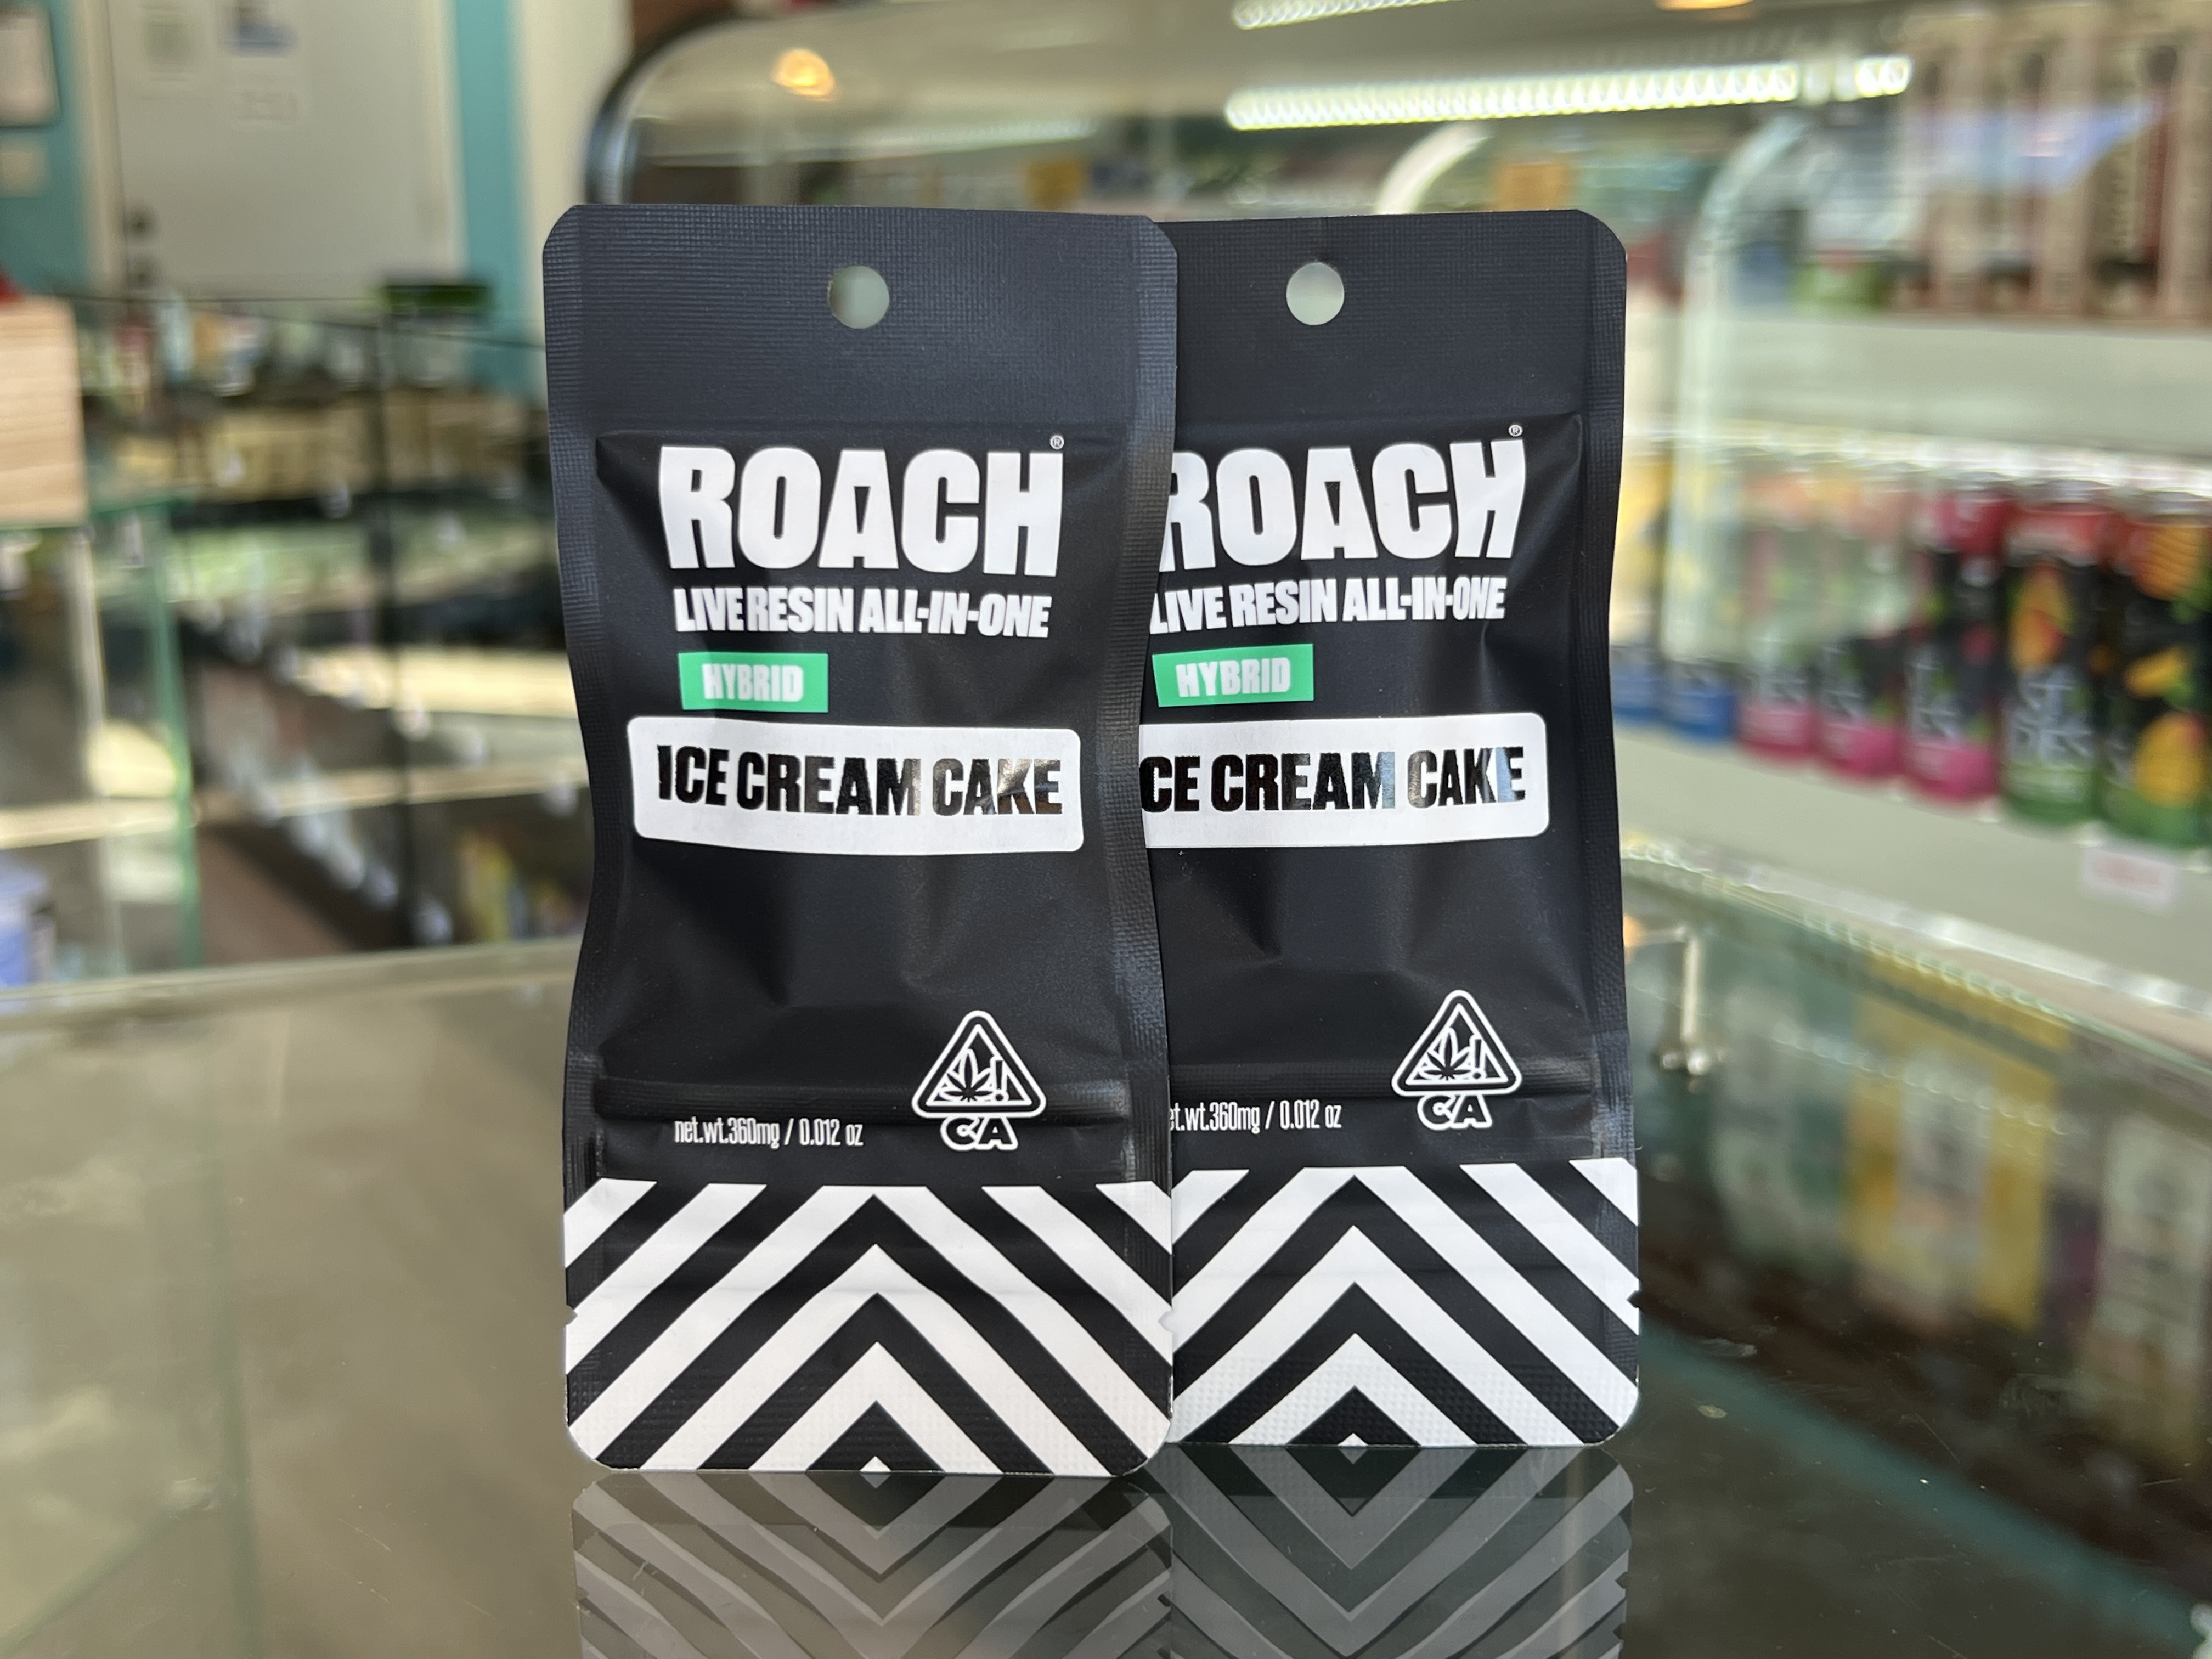 ROACH®
LIVE RESIN ALL-IN-ONE
HYBRID
ICE CREAM CAKE
net.wt.360mg / 0.012 oz
CA
ROACH®
LIVE RESIN ALL-IN-ONE
HYBRID
CE CREAM CAKE
et.wt.360mg / 0.012 oz
CA